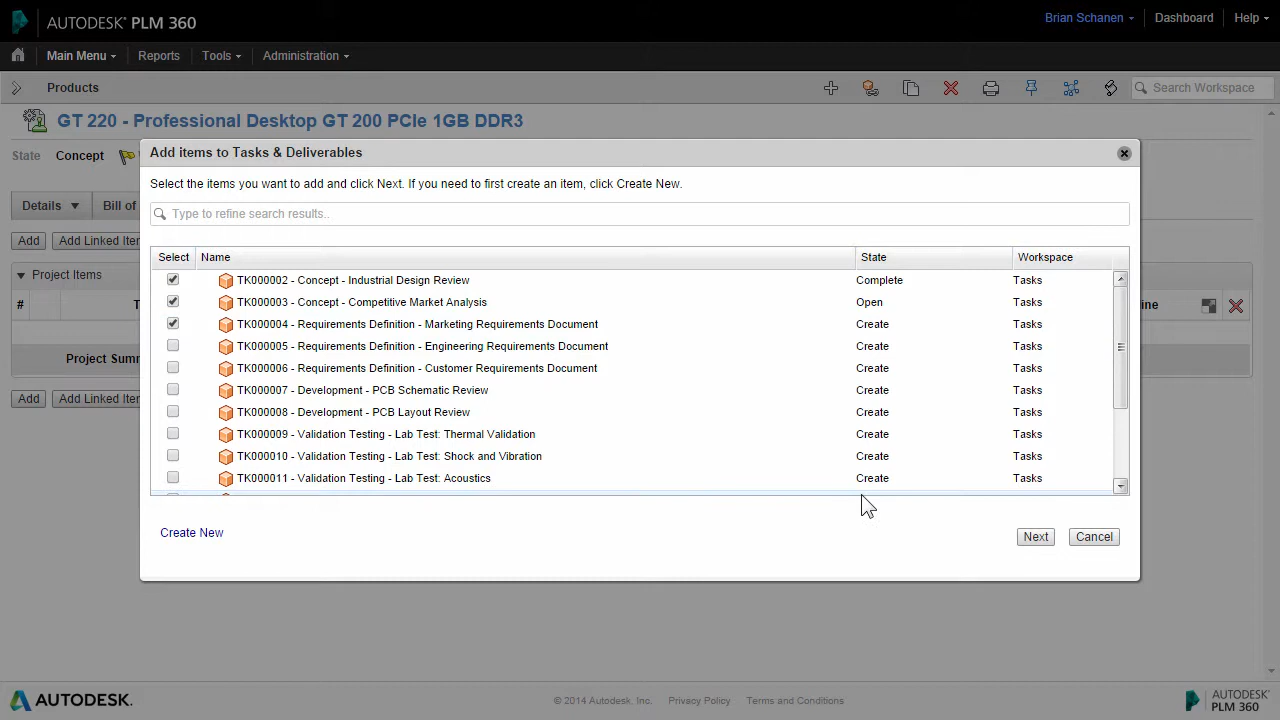 AUTODESK® PLM 360
Brian Schanen
Dashboard
Help
Main Menu
Reports
Tools
Administration
Products
Search Workspace
GT 220 - Professional Desktop GT 200 PCIe 1GB DDR3
State
Concept
Details
Bill of
Add
Add Linked Iter
Project Items
#
Project Summ
Add
Add Linked Iter
Add items to Tasks & Deliverables
Select the items you want to add and click Next. If you need to first create an item, click Create New.
Type to refine search results..
Select Name State Workspace
TK000002 - Concept - Industrial Design Review Complete Tasks
TK000003 - Concept - Competitive Market Analysis Open Tasks
TK000004 - Requirements Definition - Marketing Requirements Document Create Tasks
TK000005 - Requirements Definition - Engineering Requirements Document Create Tasks
TK000006 - Requirements Definition - Customer Requirements Document Create Tasks
TK000007 - Development - PCB Schematic Review Create Tasks
TK000008 - Development - PCB Layout Review Create Tasks
TK000009 - Validation Testing - Lab Test: Thermal Validation Create Tasks
TK000010 - Validation Testing - Lab Test: Shock and Vibration Create Tasks
TK000011 - Validation Testing - Lab Test: Acoustics Create Tasks
Create New
Next
Cancel
AUTODESK.
© 2014 Autodesk, Inc.
Privacy Policy
Terms and Conditions
AUTODESK®
PLM 360